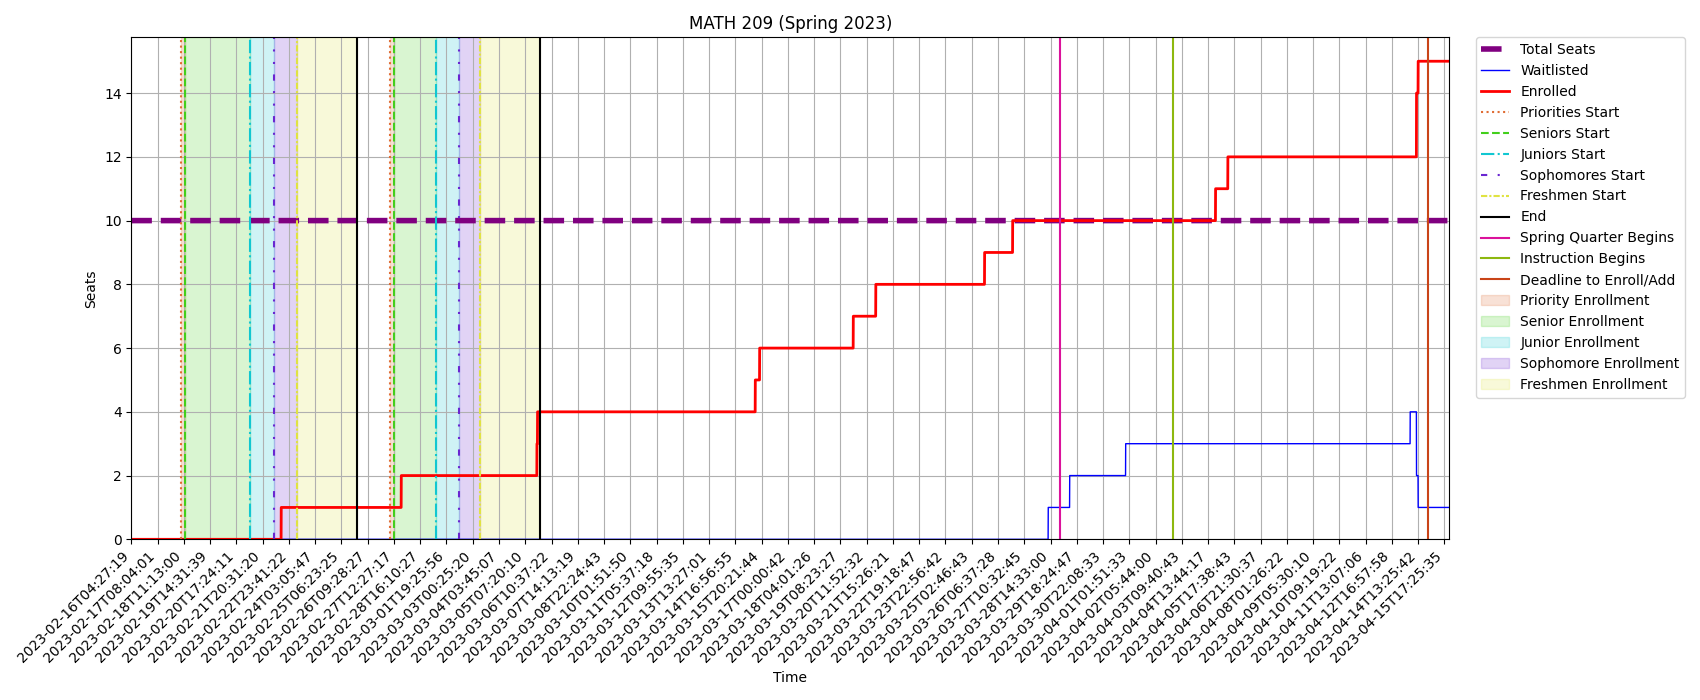 MATH 209 (Spring 2023)
Seats
14
12
10
8
6
4
2
0
2023-02-16T04:27:19
2023-02-17T08:04:01
2023-02-18T11:13:00
2023-02-19T14:31:39
2023-02-20T17:24:11
2023-02-21T20:31:20
2023-02-22T23:41:22
2023-02-24T03:05:47
2023-02-25T06:23:25
2023-02-26T09:28:27
2023-02-27T12:27:17
2023-02-28T16:10:27
2023-03-01T19:25:56
2023-03-03T00:25:20
2023-03-04T03:45:07
2023-03-05T07:20:10
2023-03-06T10:37:22
2023-03-07T14:13:19
2023-03-08T22:24:43
2023-03-10T01:51:50
2023-03-11T05:37:18
2023-03-12T09:55:35
2023-03-13T13:27:01
2023-03-14T16:56:55
2023-03-15T20:21:44
2023-03-17T00:00:42
2023-03-18T04:01:26
2023-03-19T08:23:27
2023-03-20T11:52:32
2023-03-21T15:26:21
2023-03-22T19:18:47
2023-03-23T22:56:42
2023-03-25T02:46:43
2023-03-26T06:37:28
2023-03-27T10:32:45
2023-03-28T14:33:00
2023-03-29T18:24:47
2023-03-30T22:08:33
2023-04-01T01:51:33
2023-04-02T05:44:00
2023-04-03T09:40:43
2023-04-04T13:44:17
2023-04-05T17:38:43
2023-04-06T21:30:37
2023-04-08T01:26:22
2023-04-09T05:30:10
2023-04-10T09:19:22
2023-04-11T13:07:06
2023-04-12T16:57:58
2023-04-14T13:25:42
2023-04-15T17:25:35
Time
Total Seats
Waitlisted
Enrolled
Priorities Start
Seniors Start
Juniors Start
Sophomores Start
Freshmen Start
End
Spring Quarter Begins
Instruction Begins
Deadline to Enroll/Add
Priority Enrollment
Senior Enrollment
Junior Enrollment
Sophomore Enrollment
Freshmen Enrollment